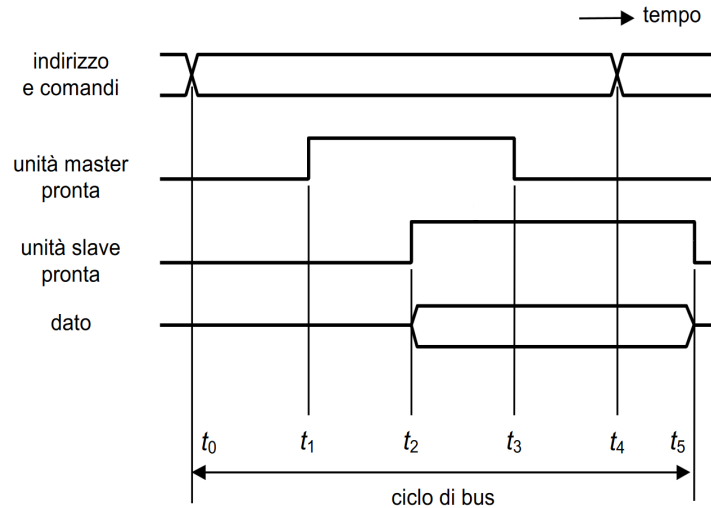 tempo
indirizzo
e comandi
unità master
pronta
unità slave
pronta
dato
t0 t1 t2 t3 t4 t5
ciclo di bus